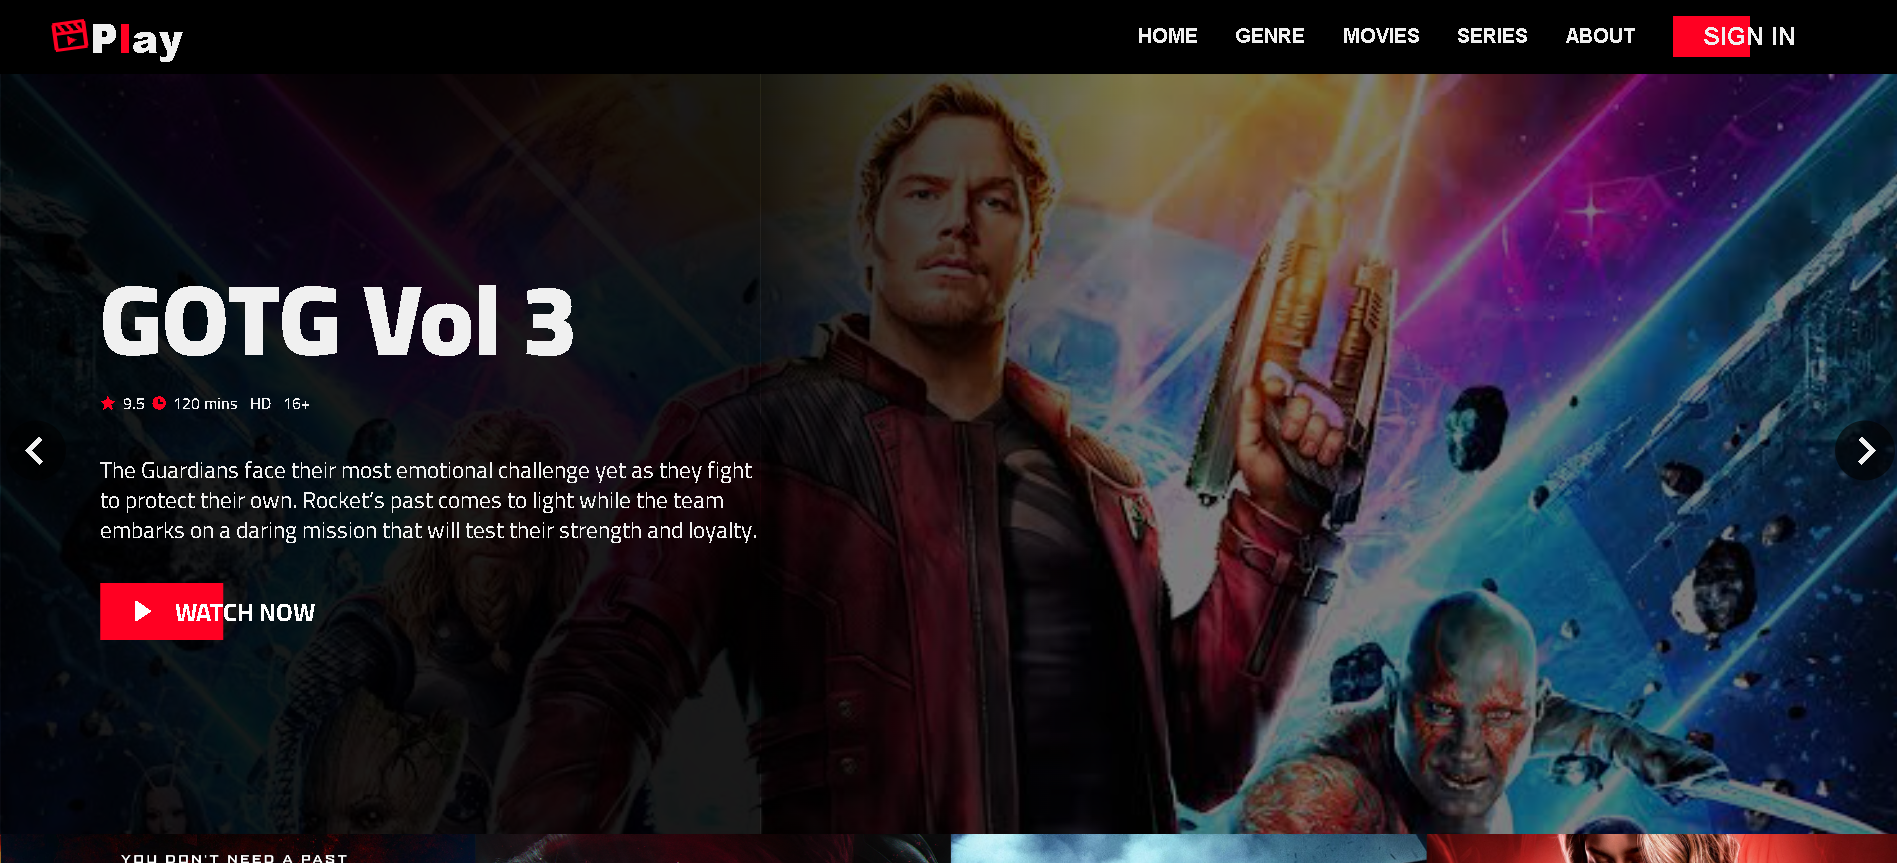 Play
HOME GENRE MOVIES SERIES ABOUT SIGN IN
GOTG Vol 3
9.5 120 mins HD 16+
The Guardians face their most emotional challenge yet as they fight
to protect their own. Rocket's past comes to light while the team
embarks on a daring mission that will test their strength and loyalty.
WATCH NOW
YOU DON'T NEED A PAST